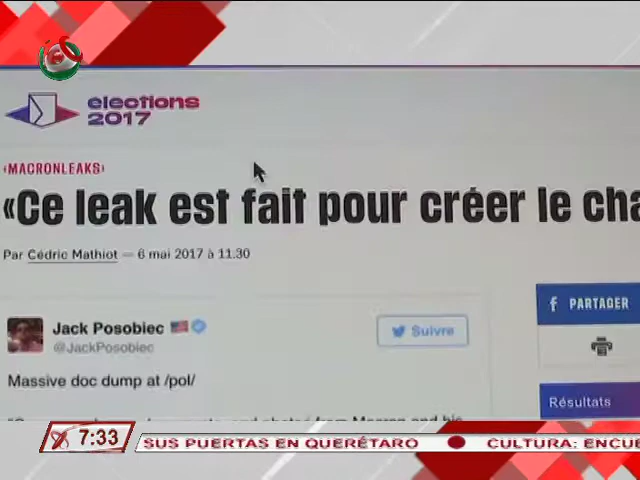 elections
2017
‹MACRONLEAKS›
«Ce leak est fait pour créer le cha
Par Cédric Mathiot — 6 mai 2017 à 11.30
f PARTAGER
Jack Posobiec
Suivre
@JackPosobiec
Massive doc dump at /pol/
Résultats
7:33
SUS PUERTAS EN QUERÉTARO
CULTURA: ENCUE